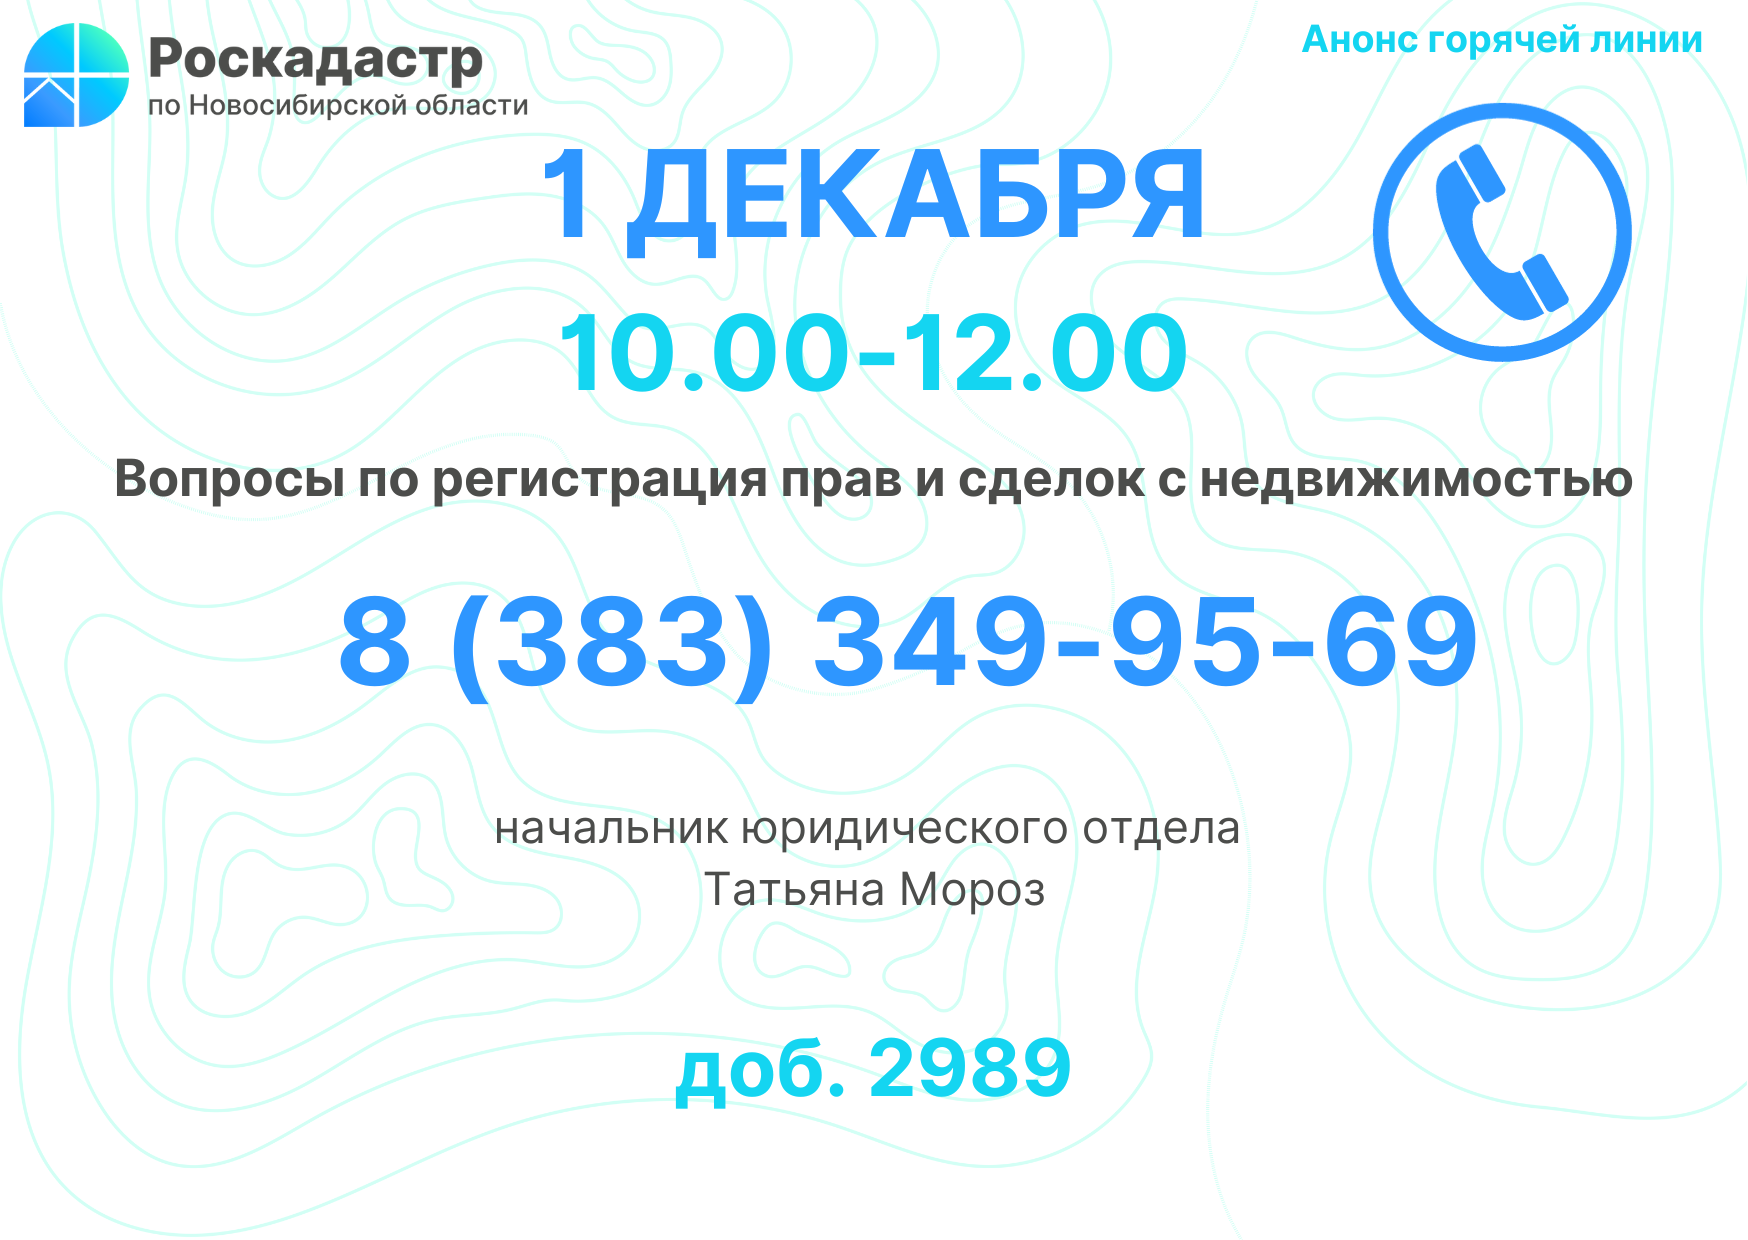 Роскадастр
по Новосибирской области
Анонс горячей линии
1 ДЕКАБРЯ
10.00-12.00
Вопросы по регистрация прав и сделок с недвижимостью
8 (383) 349-95-69
начальник юридического отдела
Татьяна Мороз
доб. 2989